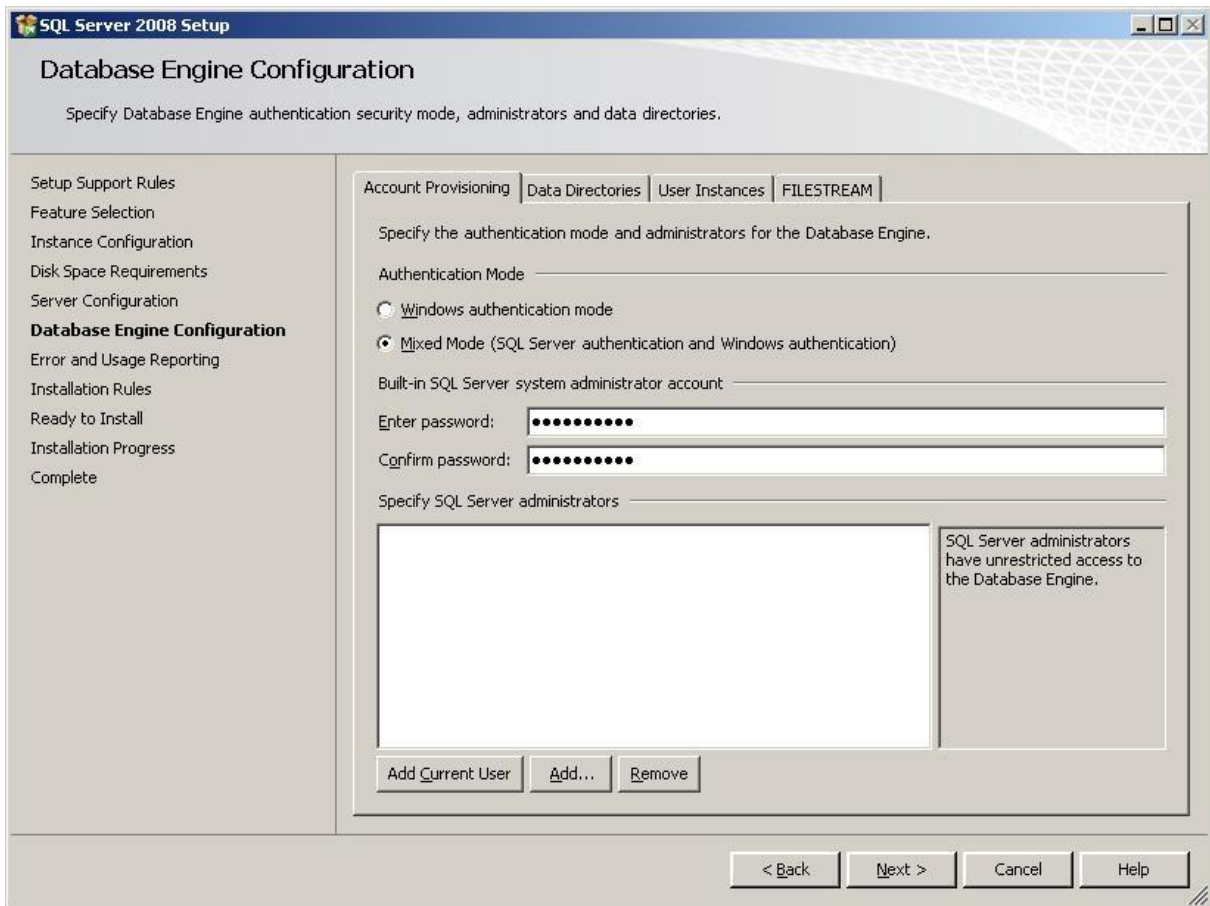 SQL Server 2008 Setup
Database Engine Configuration
Specify Database Engine authentication security mode, administrators and data directories.
Setup Support Rules
Feature Selection
Instance Configuration
Disk Space Requirements
Server Configuration
Database Engine Configuration
Error and Usage Reporting
Installation Rules
Ready to Install
Installation Progress
Complete
Account Provisioning Data Directories User Instances FILESTREAM
Specify the authentication mode and administrators for the Database Engine.
Authentication Mode
Windows authentication mode
Mixed Mode (SQL Server authentication and Windows authentication)
Built-in SQL Server system administrator account
Enter password: ●●●●●●●●●●
Confirm password: ●●●●●●●●●●
Specify SQL Server administrators
SQL Server administrators
have unrestricted access to
the Database Engine.
Add Current User Add... Remove
< Back Next > Cancel Help